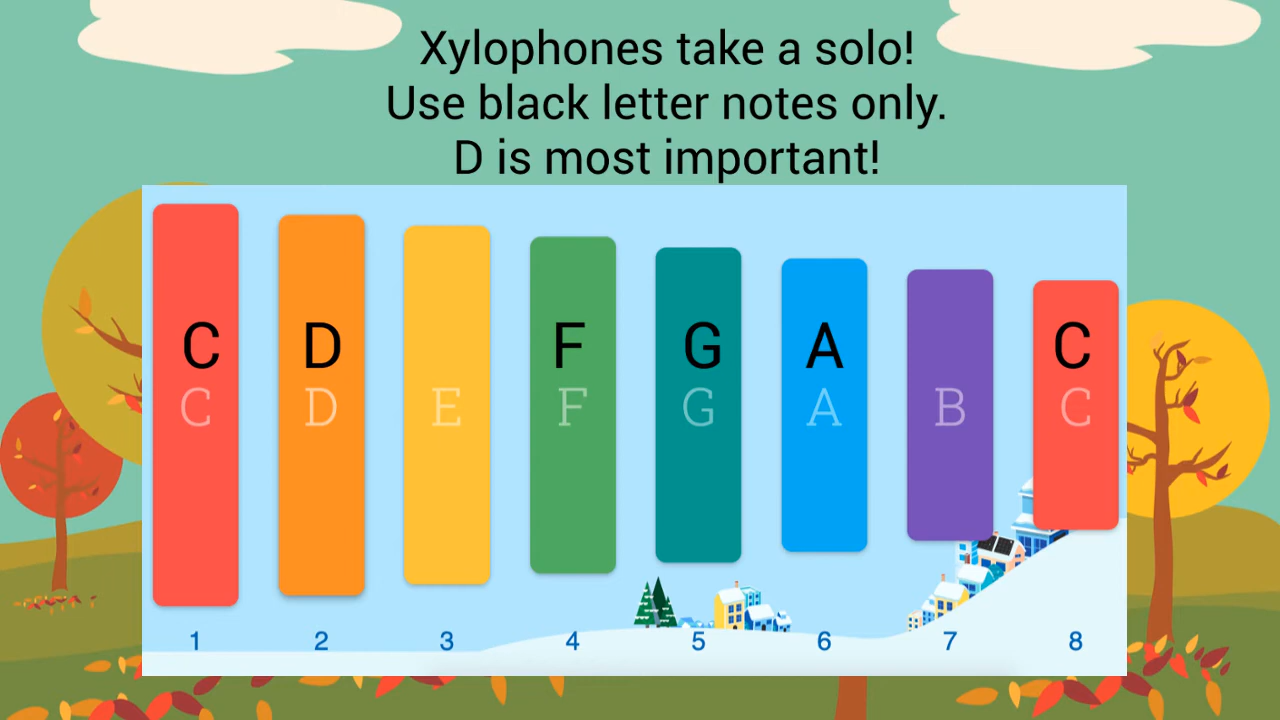 Xylophones take a solo!
Use black letter notes only.
D is most important!
C D F G A C
C D E F G A B C
1 2 3 4 5 6 7 8